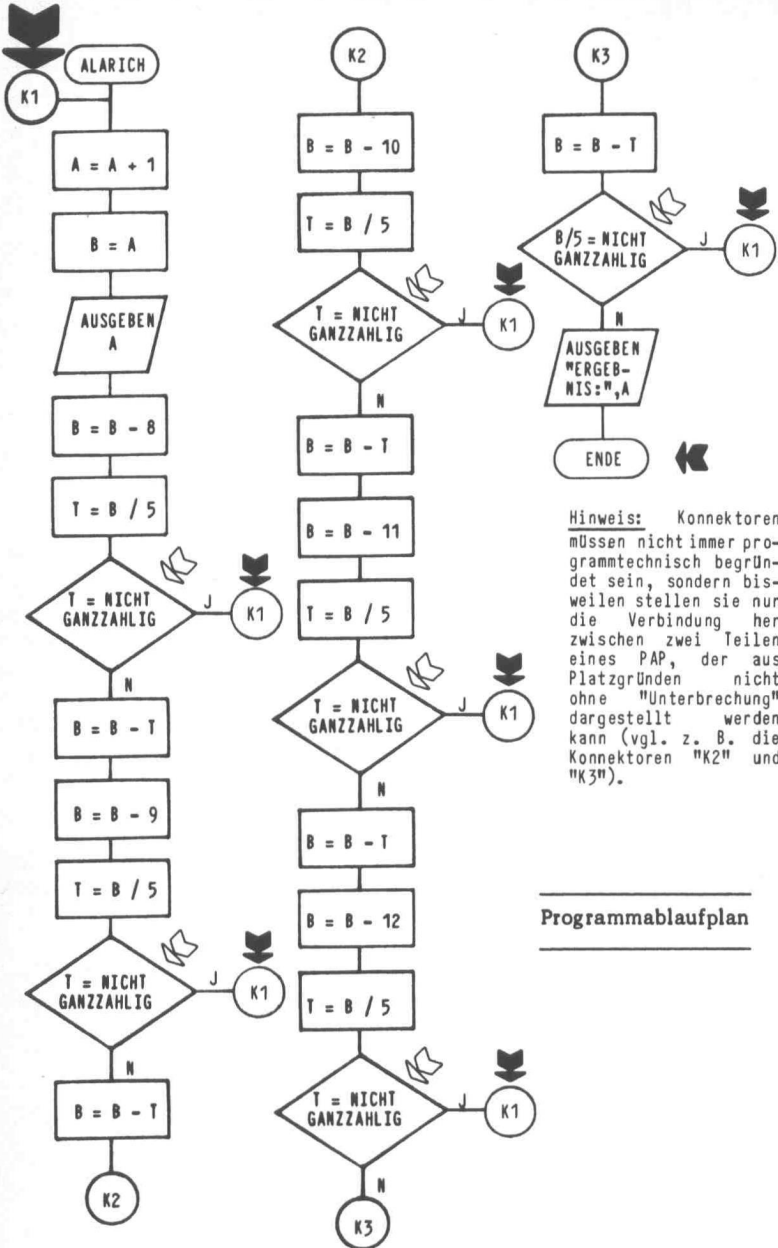 ALARICH
K1
A = A + 1
B = A
AUSGEBEN
A
B = B - 8
T = B / 5
T = NICHT
GANZZAHLIG
J
K1
N
B = B - T
B = B - 9
T = B / 5
T = NICHT
GANZZAHLIG
J
K1
N
B = B - T
K2
K2
B = B - 10
T = B / 5
T = NICHT
GANZZAHLIG
J
K1
N
B = B - T
B = B - 11
T = B / 5
T = NICHT
GANZZAHLIG
J
K1
N
B = B - T
B = B - 12
T = B / 5
T = NICHT
GANZZAHLIG
J
K1
N
K3
K3
B = B - T
B/5 = NICHT
GANZZAHLIG
J
K1
N
AUSGEBEN
"ERGEB-
NIS:",A
ENDE
Hinweis: Konnektoren
müssen nicht immer pro-
grammtechnisch begrün-
det sein, sondern bis-
weilen stellen sie nur
die Verbindung her
zwischen zwei Teilen
eines PAP, der aus
Platzgründen nicht
ohne "Unterbrechung"
dargestellt werden
kann (vgl. z. B. die
Konnektoren "K2" und
"K3").
Programmablaufplan